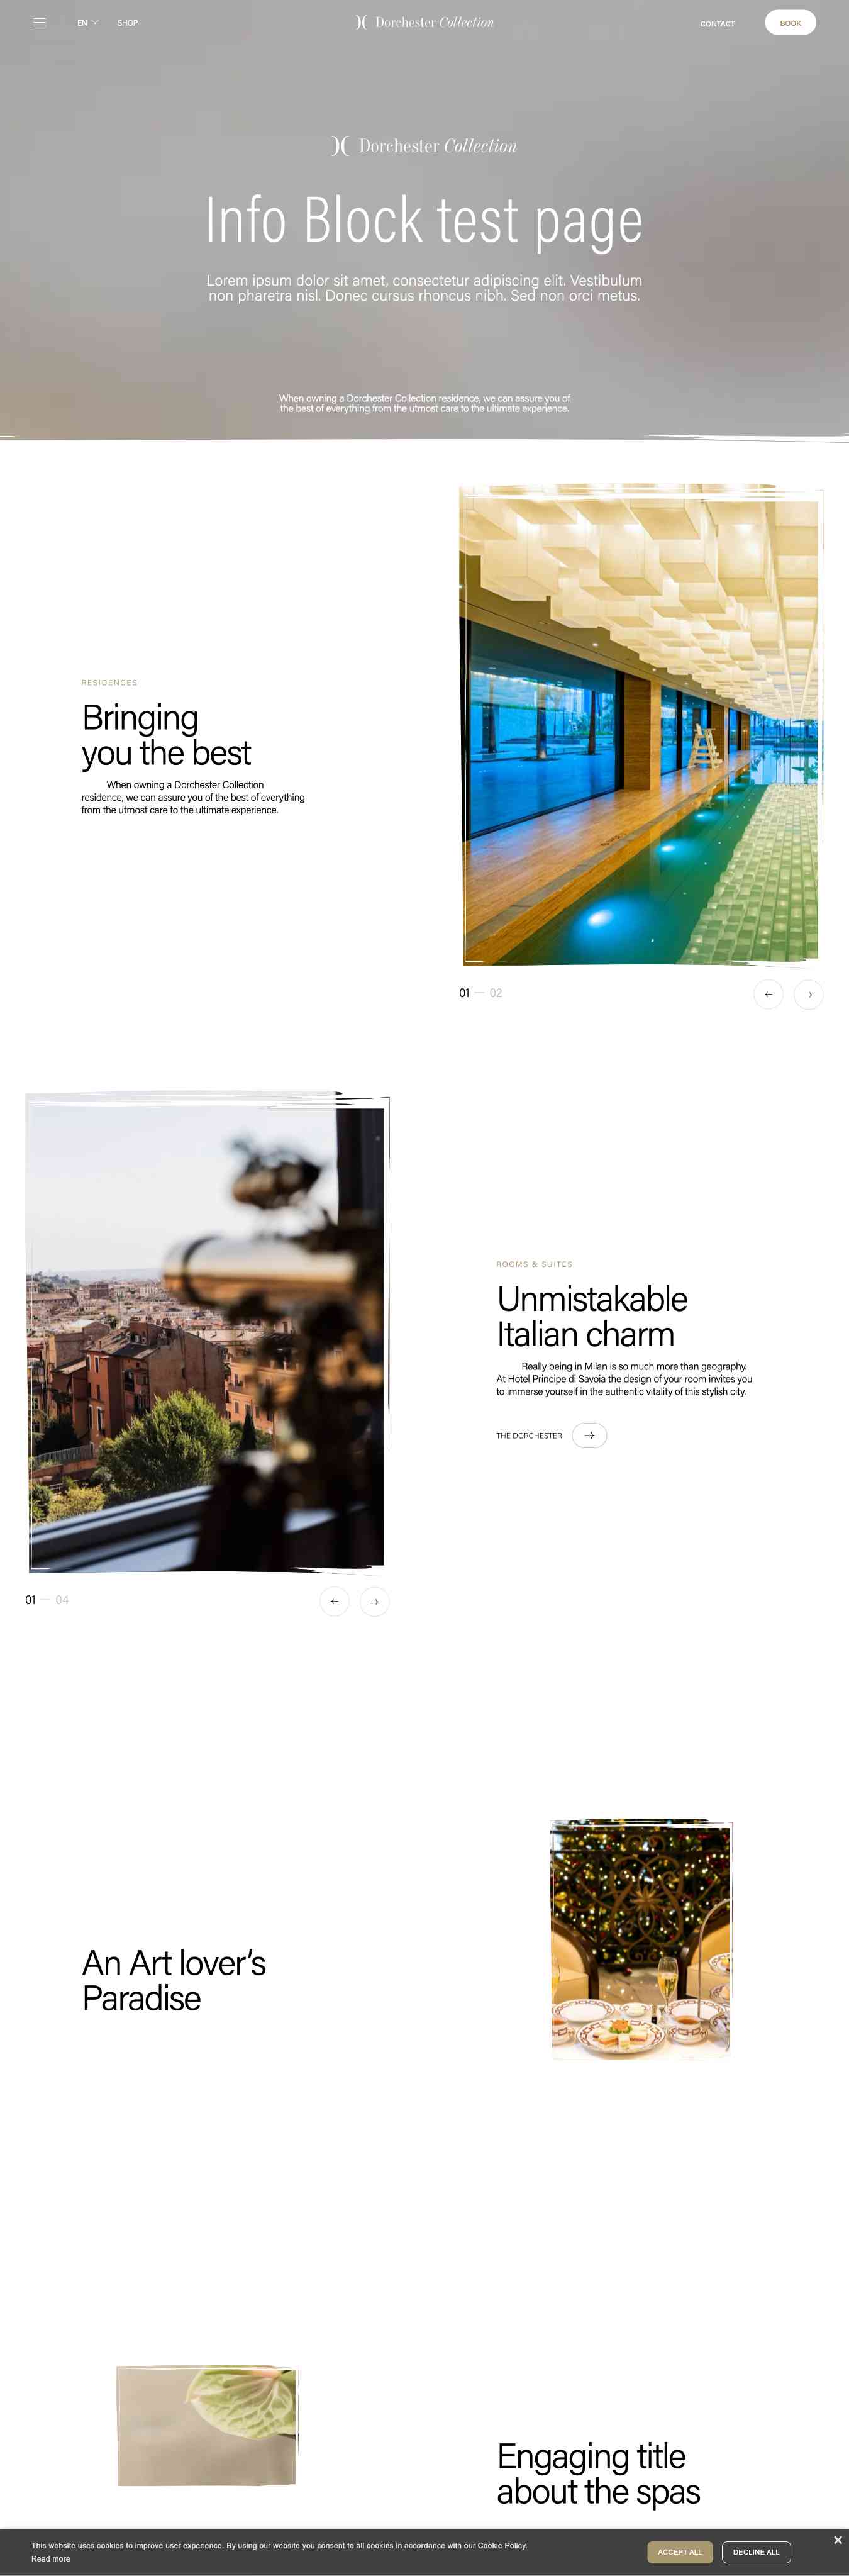 EN
SHOP
Dorchester Collection
CONTACT
BOOK
Dorchester Collection
Info Block test page
Lorem ipsum dolor sit amet, consectetur adipiscing elit. Vestibulum
non pharetra nisl. Donec cursus rhoncus nibh. Sed non orci metus.
When owning a Dorchester Collection residence, we can assure you of
the best of everything from the utmost care to the ultimate experience.
RESIDENCES
Bringing
you the best
When owning a Dorchester Collection
residence, we can assure you of the best of everything
from the utmost care to the ultimate experience.
01 — 02
ROOMS & SUITES
Unmistakable
Italian charm
Really being in Milan is so much more than geography.
At Hotel Principe di Savoia the design of your room invites you
to immerse yourself in the authentic vitality of this stylish city.
THE DORCHESTER
01 — 04
An Art lover’s
Paradise
Engaging title
about the spas
This website uses cookies to improve user experience. By using our website you consent to all cookies in accordance with our Cookie Policy.
Read more
ACCEPT ALL
DECLINE ALL